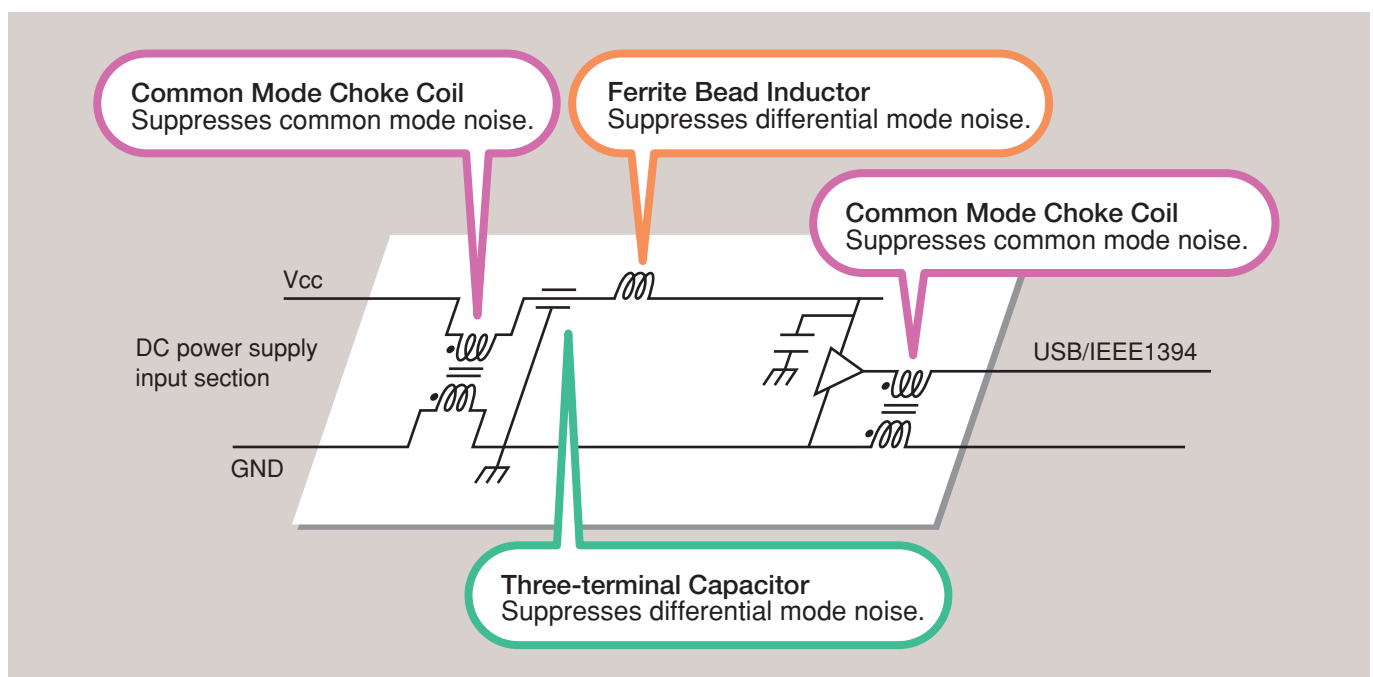 Common Mode Choke Coil
Suppresses common mode noise.
Ferrite Bead Inductor
Suppresses differential mode noise.
Common Mode Choke Coil
Suppresses common mode noise.
Vcc
DC power supply
input section
USB/IEEE1394
GND
Three-terminal Capacitor
Suppresses differential mode noise.